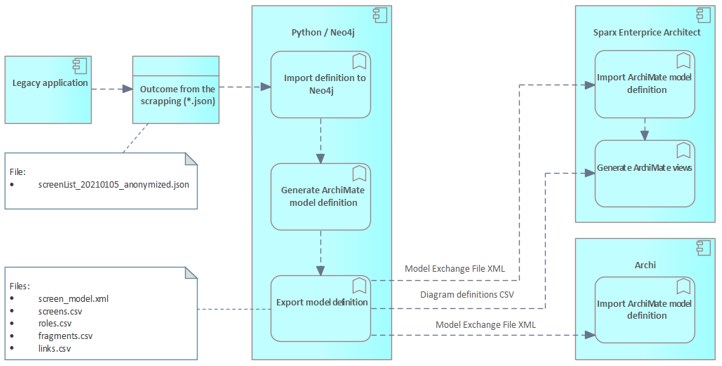 Legacy application
Outcome from the
scrapping (*.json)
File:
• screenList_20210105_anonymized.json
Files:
• screen_model.xml
• screens.csv
• roles.csv
• fragments.csv
• links.csv
Python / Neo4j
Import definition to
Neo4j
Generate ArchiMate
model definition
Export model definition
Model Exchange File XML
Diagram definitions CSV
Model Exchange File XML
Sparx Enterprice Architect
Import ArchiMate model
definition
Generate ArchiMate views
Archi
Import ArchiMate model
definition